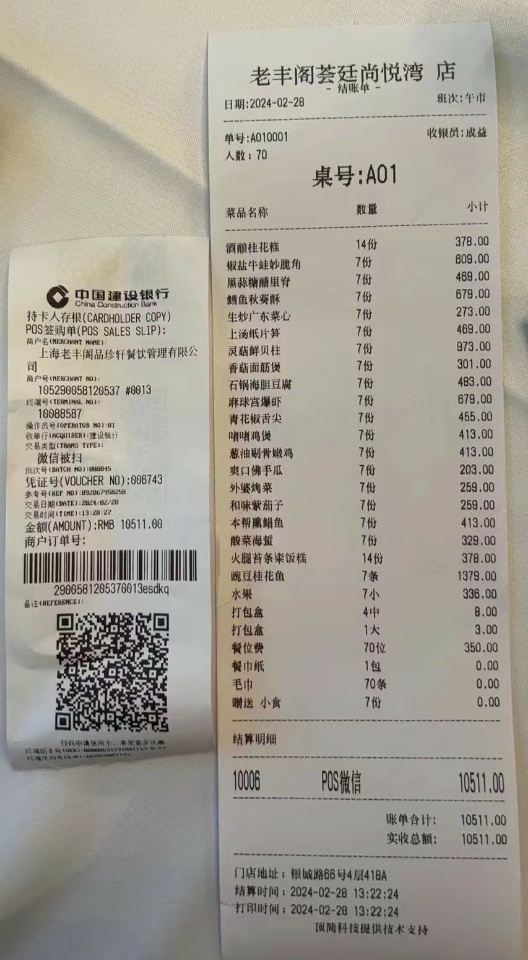 中国建设银行
China Construction Bank
持卡人存根(CARDHOLDER COPY)
POS签购单(POS SALES SLIP):
商户名(MERCHANT NAME):
上海老丰阁品珍轩餐饮管理有限公
司
商户号(MERCHANT NO):
105290058120537 #0013
终端号(TERMINAL NO):
10088587
操作员号(OPERATOR NO):01
收单行(ACQUIRER):建设银行
交易类型(TRANS TYPE):
微信被扫
批次号(BATCH NO):000045
凭证号(VOUCHER NO):006743
参考号(REF NO):
交易日期(DATE):2024/02/28
交易时间(TIME):13:20:27
金额(AMOUNT):RMB 10511.00
商户订单号:
2900581205370013esdkq
备注(REFERENCE):
老丰阁荟廷尚悦湾 店
- 结账单 -
日期:2024-02-28 班次:午市
单号:A010001 收银员:成益
人数:70
桌号:A01
菜品名称 数量 小计
酒酿桂花糕 14份 378.00
椒盐牛蛙妙脆角 7份 609.00
黑蒜糖醋里脊 7份 469.00
鳕鱼秋葵酥 7份 679.00
生炒广东菜心 7份 273.00
上汤纸片笋 7份 469.00
灵菇鲜贝柱 7份 973.00
香菇面筋煲 7份 301.00
石锅海胆豆腐 7份 483.00
麻球宫爆虾 7份 679.00
青花椒舌尖 7份 455.00
啫啫鸡煲 7份 413.00
葱油剔骨嫩鸡 7份 413.00
爽口佛手瓜 7份 203.00
外婆烤菜 7份 259.00
和味紫茄子 7份 259.00
本帮熏鲳鱼 7份 413.00
酸菜海蜇 7份 329.00
火腿苔条粢饭糕 14份 378.00
豌豆桂花鱼 7条 1379.00
水果 7小 336.00
打包盒 4中 8.00
打包盒 1大 3.00
餐位费 70位 350.00
餐巾纸 1包 0.00
毛巾 70条 0.00
赠送 小食 7份 0.00
结算明细
10006 POS微信 10511.00
账单合计: 10511.00
实收总额: 10511.00
门店地址:银城路66号4层418A
结算时间:2024-02-28 13:22:24
打印时间:2024-02-28 13:22:24
顶简科技提供技术支持